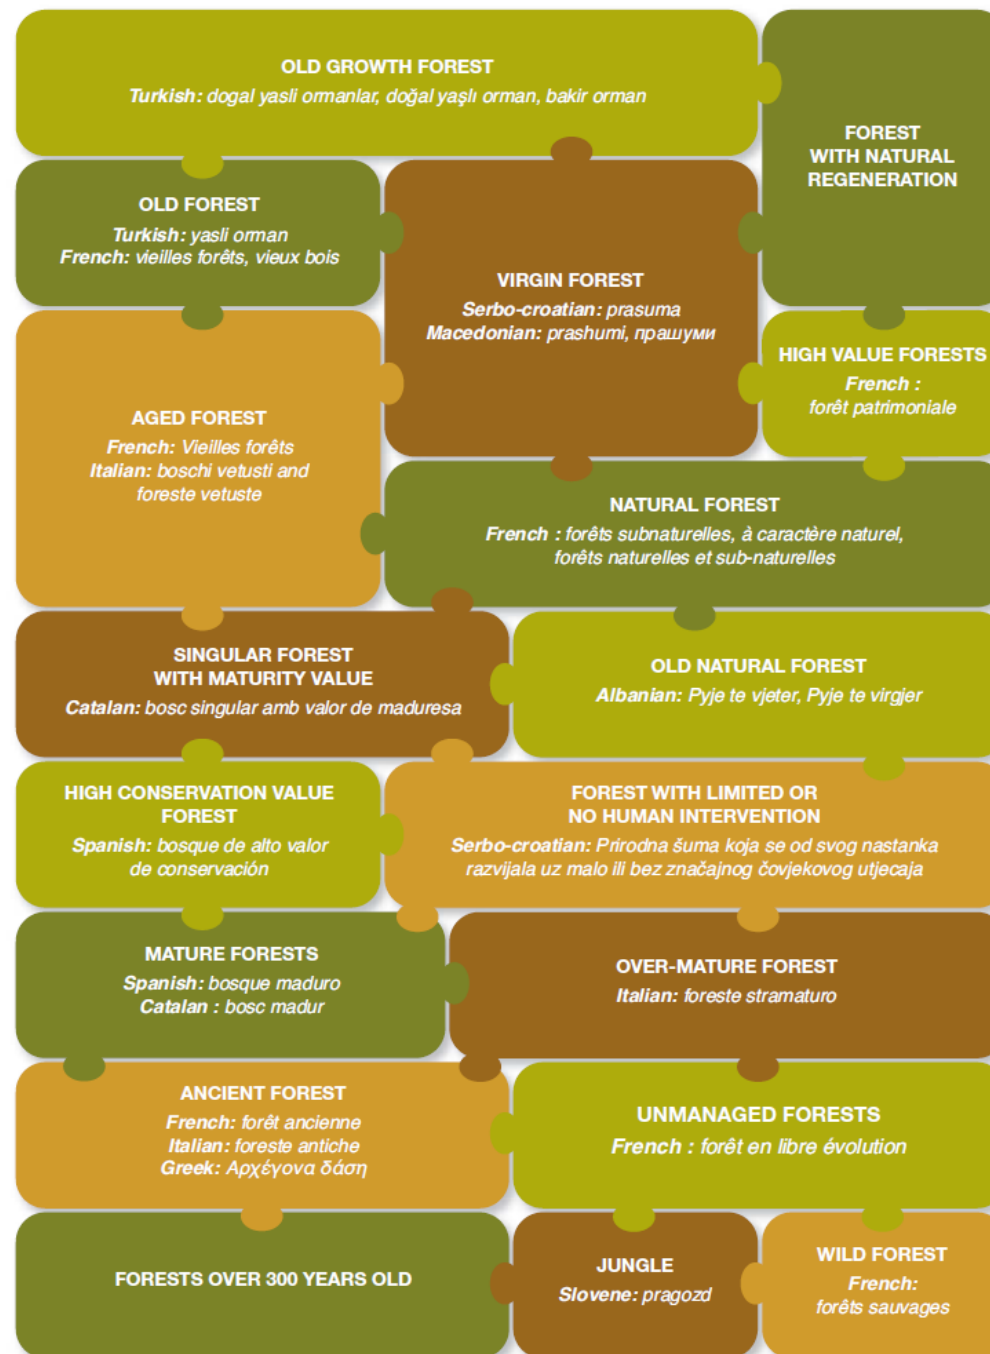 OLD GROWTH FOREST
Turkish: dogal yasli ormanlar, doğal yaşlı orman, bakir orman
FOREST
WITH NATURAL
REGENERATION
OLD FOREST
Turkish: yasli orman
French: vieilles forêts, vieux bois
VIRGIN FOREST
Serbo-croatian: prasuma
Macedonian: prashumi, прашуми
HIGH VALUE FORESTS
French :
forêt patrimoniale
AGED FOREST
French: Vieilles forêts
Italian: boschi vetusti and
foreste vetuste
NATURAL FOREST
French : forêts subnaturelles, à caractère naturel,
forêts naturelles et sub-naturelles
SINGULAR FOREST
WITH MATURITY VALUE
Catalan: bosc singular amb valor de maduresa
OLD NATURAL FOREST
Albanian: Pyje te vjeter, Pyje te virgjer
HIGH CONSERVATION VALUE
FOREST
Spanish: bosque de alto valor
de conservación
FOREST WITH LIMITED OR
NO HUMAN INTERVENTION
Serbo-croatian: Prirodna šuma koja se od svog nastanka
razvijala uz malo ili bez značajnog čovjekovog utjecaja
MATURE FORESTS
Spanish: bosque maduro
Catalan : bosc madur
OVER-MATURE FOREST
Italian: foreste stramaturo
ANCIENT FOREST
French: forêt ancienne
Italian: foreste antiche
Greek: Αρχέγονα δάση
UNMANAGED FORESTS
French : forêt en libre évolution
FORESTS OVER 300 YEARS OLD
JUNGLE
Slovene: pragozd
WILD FOREST
French:
forêts sauvages